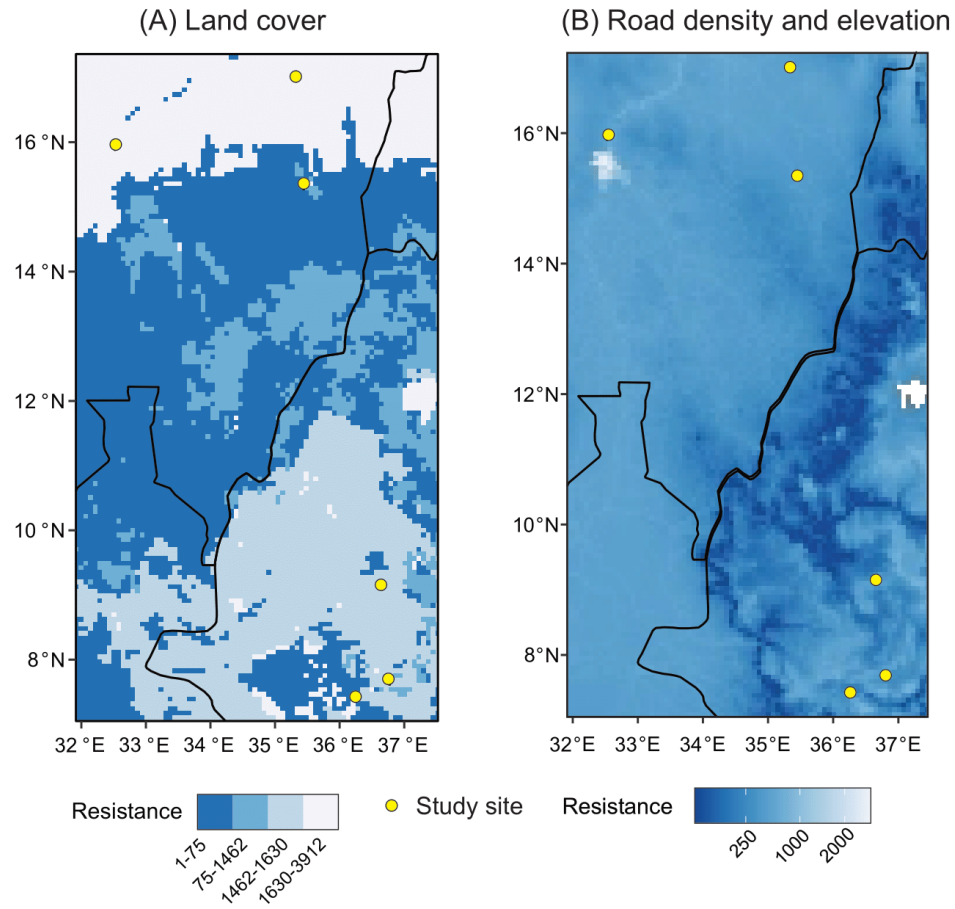 (A) Land cover
(B) Road density and elevation
16°N
14°N
12°N
10°N
8°N
32°E 33°E 34°E 35°E 36°E 37°E
16°N
14°N
12°N
10°N
8°N
32°E 33°E 34°E 35°E 36°E 37°E
Resistance
1-75
75-1462
1462-1630
1630-3912
Study site
Resistance
250
1000
2000